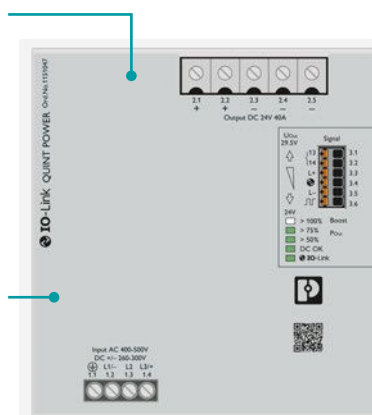 Ord.No.1151047
IO-Link QUINT POWER
2.1 2.2 2.3 2.4 2.5
+ + – – –
Output DC 24V 40A
UOut
29.5V
Signal
13 3.1
14 3.2
L+ 3.3
3.4
L– 3.5
3.6
24V
> 100% Boost
> 75% POut
> 50%
DC OK
IO-Link
Input AC 400-500V
DC +/- 260-300V
L1/– L2 L3/+
1.1 1.2 1.3 1.4